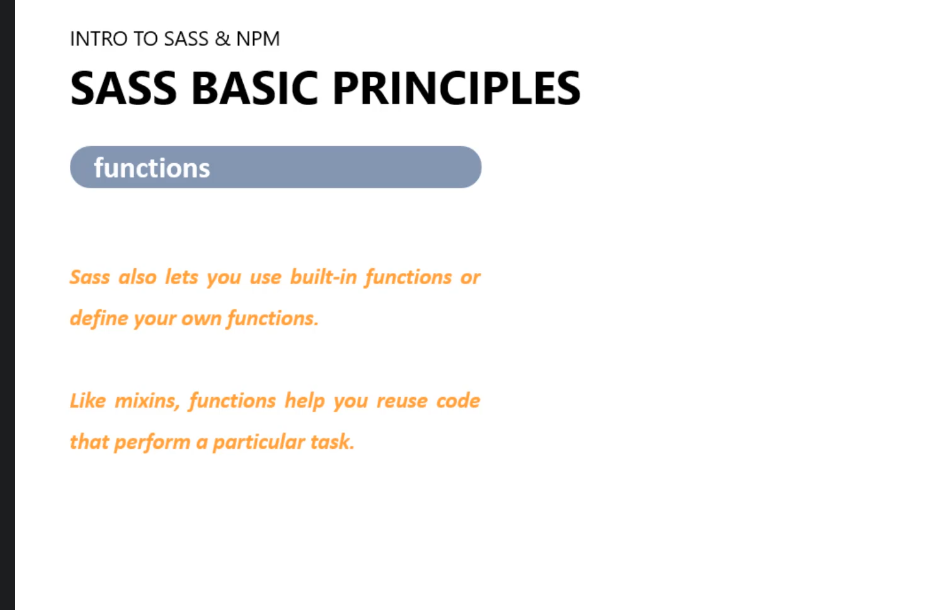 INTRO TO SASS & NPM
SASS BASIC PRINCIPLES
functions
Sass also lets you use built-in functions or
define your own functions.
Like mixins, functions help you reuse code
that perform a particular task.